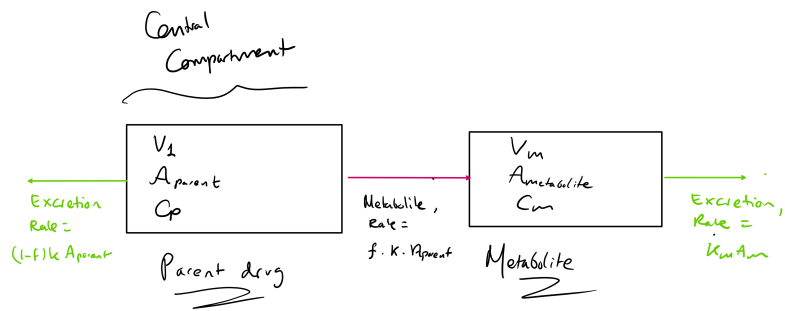 Central
Compartment
V1
Aparent
Cp
Parent drug
Excretion
Rate =
(1-f)k Aparent
Metabolite,
Rate =
f. K. Aparent
Vm
Ametabolite
Cm
Metabolite
Excretion,
Rate =
KmAm